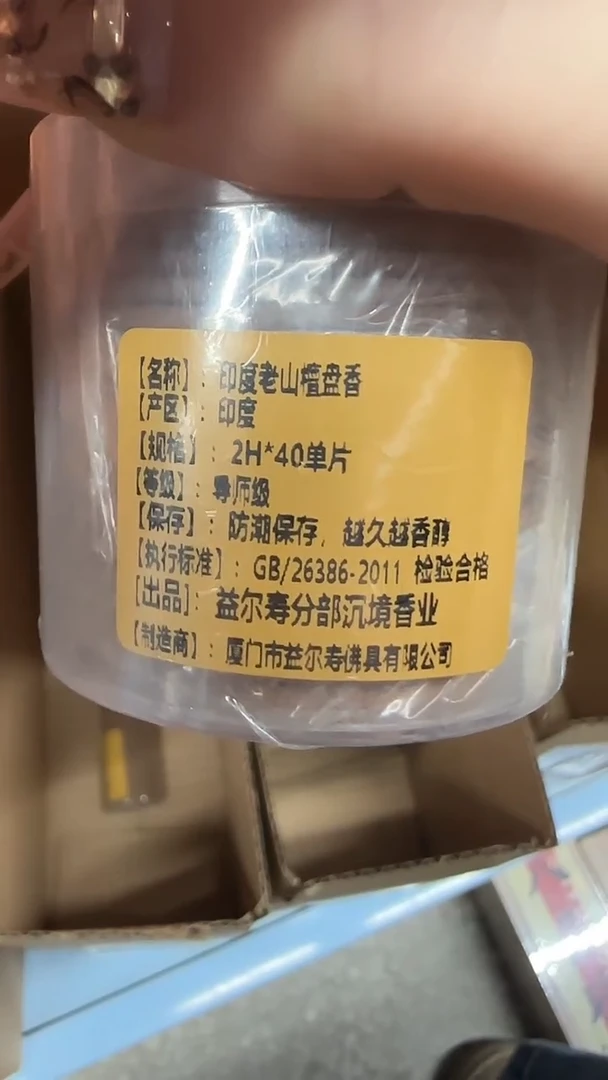 【名称】：印度老山檀盘香
【产区】：印度
【规格】：2H*40单片
【等级】：导师级
【保存】：防潮保存，越久越香醇
【执行标准】：GB/26386-2011 检验合格
【出品】：益尔寿分部沉境香业
【制造商】：厦门市益尔寿佛具有限公司